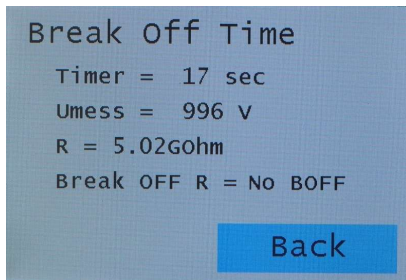 Break Off Time
Timer = 17 sec
Umess = 996 V
R = 5.02GOhm
Break OFF R = No BOFF
Back